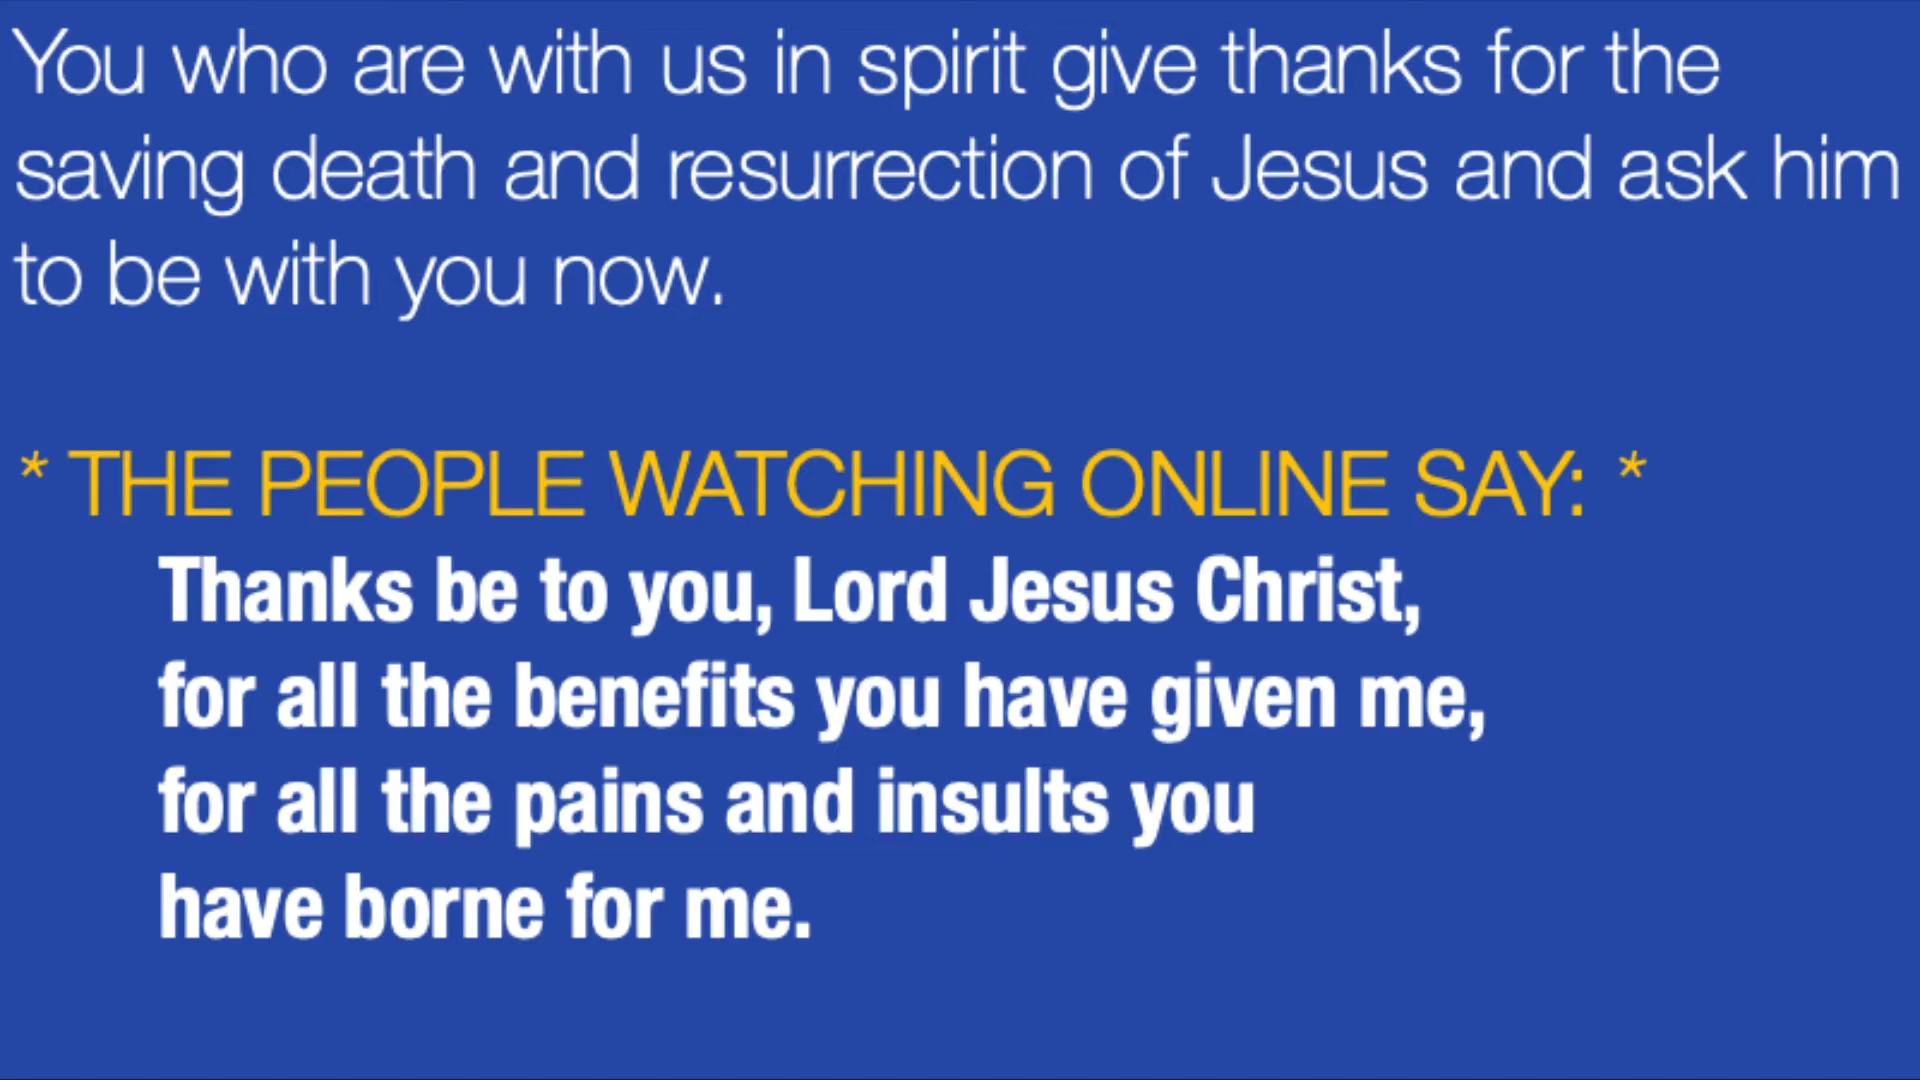 You who are with us in spirit give thanks for the
saving death and resurrection of Jesus and ask him
to be with you now.
* THE PEOPLE WATCHING ONLINE SAY: *
Thanks be to you, Lord Jesus Christ,
for all the benefits you have given me,
for all the pains and insults you
have borne for me.